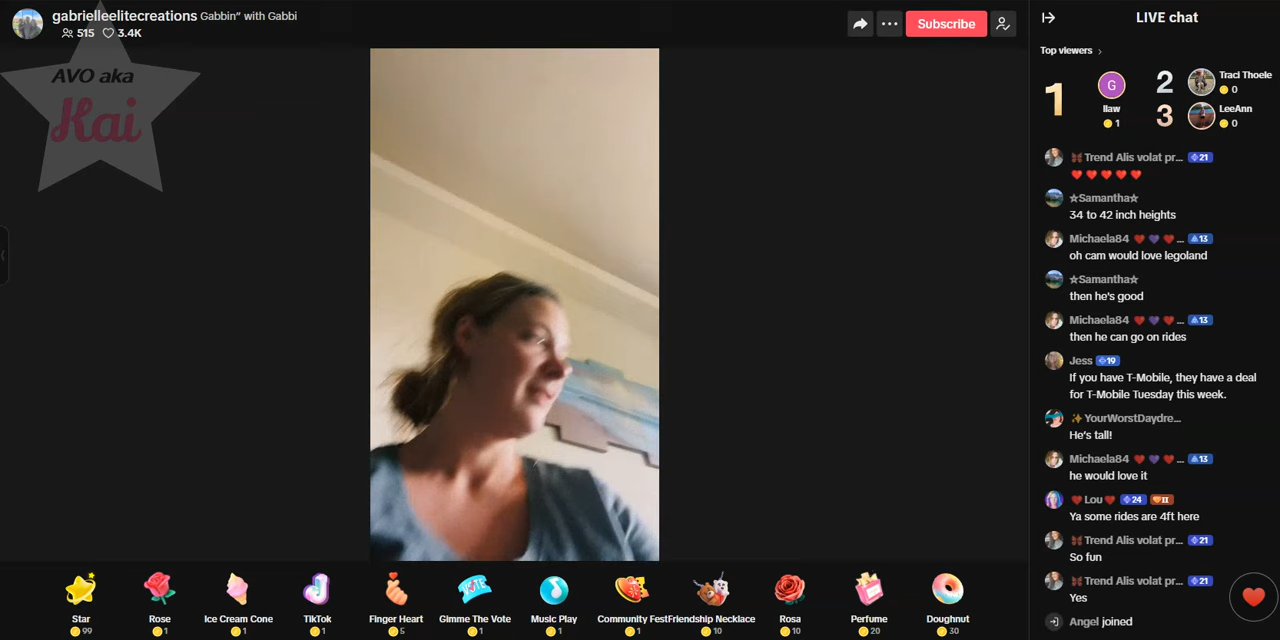 gabrielleelitecreations Gabbin" with Gabbi
515 3.4K
Subscribe
AVO aka
Kai
LIVE chat
Top viewers
1
G
llaw
1
2
Traci Thoele
0
3
LeeAnn
0
Trend Alis volat pr... 21
☆Samantha☆
34 to 42 inch heights
Michaela84 ... 13
oh cam would love legoland
☆Samantha☆
then he's good
Michaela84 ... 13
then he can go on rides
Jess 19
If you have T-Mobile, they have a deal
for T-Mobile Tuesday this week.
YourWorstDaydre...
He's tall!
Michaela84 ... 13
he would love it
Lou 24 II
Ya some rides are 4ft here
Trend Alis volat pr... 21
So fun
Trend Alis volat pr... 21
Yes
Angel joined
VOTE
Star Rose Ice Cream Cone TikTok Finger Heart Gimme The Vote Music Play Community Fest Friendship Necklace Rosa Perfume Doughnut
99 1 1 1 5 1 1 1 10 10 20 30